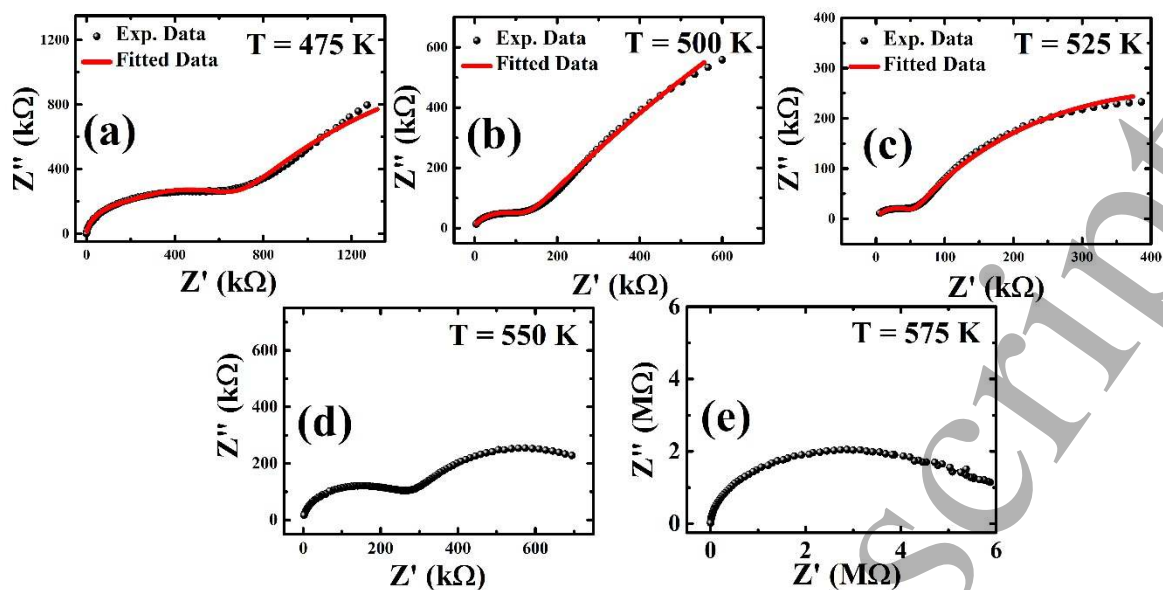 1200
800
400
0
Z'' (kΩ)
Exp. Data
Fitted Data
T = 475 K
(a)
0 400 800 1200
Z' (kΩ)
600
400
200
0
Z'' (kΩ)
Exp. Data
Fitted Data
T = 500 K
(b)
0 200 400 600
Z' (kΩ)
400
300
200
100
0
Z'' (kΩ)
Exp. Data
Fitted Data
T = 525 K
(c)
0 100 200 300 400
Z' (kΩ)
600
400
200
0
Z'' (kΩ)
T = 550 K
(d)
0 200 400 600
Z' (kΩ)
6
4
2
0
Z'' (MΩ)
T = 575 K
(e)
0 2 4 6
Z' (MΩ)
script